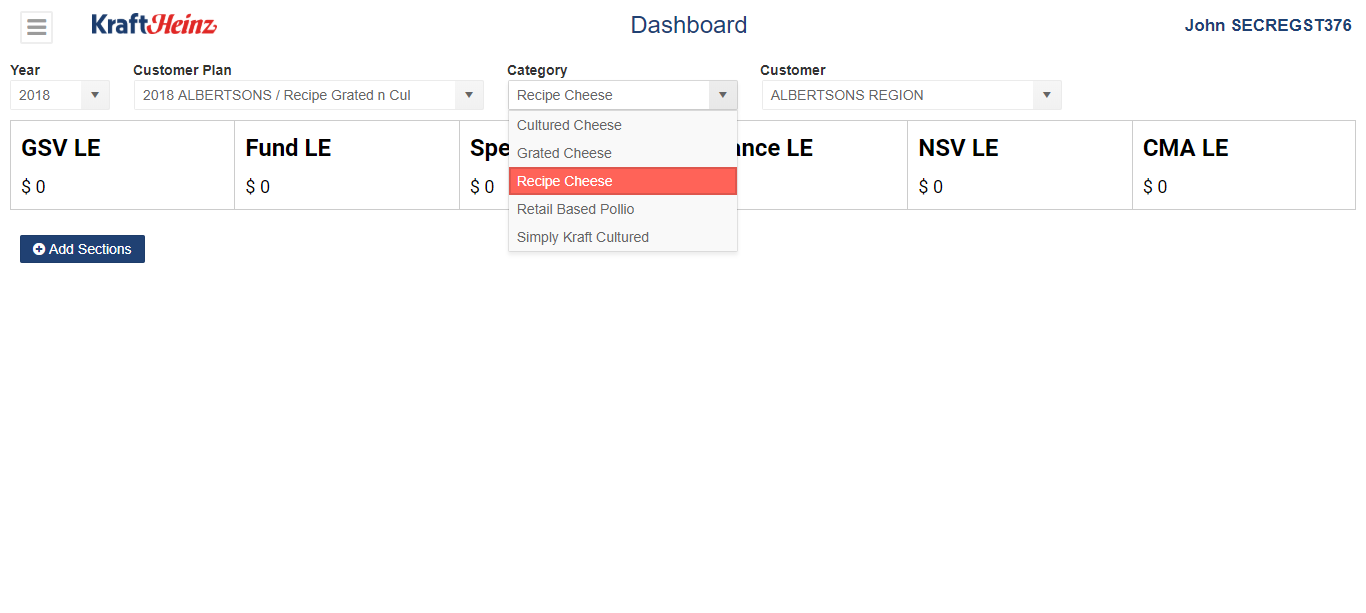 KraftHeinz
Dashboard
John SECREGST376
Year
Customer Plan
Category
Customer
2018
2018 ALBERTSONS / Recipe Grated n Cul
Recipe Cheese
ALBERTSONS REGION
Cultured Cheese
Grated Cheese
Recipe Cheese
Retail Based Pollio
Simply Kraft Cultured
GSV LE
Fund LE
LE
NSV LE
CMA LE
$ 0
$ 0
$ 0
$ 0
$ 0
Add Sections